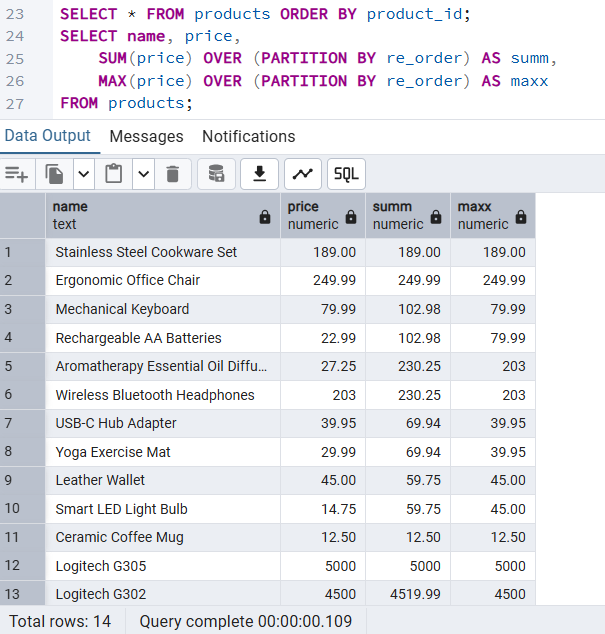 23 SELECT * FROM products ORDER BY product_id;
24 SELECT name, price,
25 SUM(price) OVER (PARTITION BY re_order) AS summ,
26 MAX(price) OVER (PARTITION BY re_order) AS maxx
27 FROM products;
Data Output Messages Notifications
SQL
name price summ maxx
text numeric numeric numeric
1 Stainless Steel Cookware Set 189.00 189.00 189.00
2 Ergonomic Office Chair 249.99 249.99 249.99
3 Mechanical Keyboard 79.99 102.98 79.99
4 Rechargeable AA Batteries 22.99 102.98 79.99
5 Aromatherapy Essential Oil Diffu... 27.25 230.25 203
6 Wireless Bluetooth Headphones 203 230.25 203
7 USB-C Hub Adapter 39.95 69.94 39.95
8 Yoga Exercise Mat 29.99 69.94 39.95
9 Leather Wallet 45.00 59.75 45.00
10 Smart LED Light Bulb 14.75 59.75 45.00
11 Ceramic Coffee Mug 12.50 12.50 12.50
12 Logitech G305 5000 5000 5000
13 Logitech G302 4500 4519.99 4500
Total rows: 14 Query complete 00:00:00.109